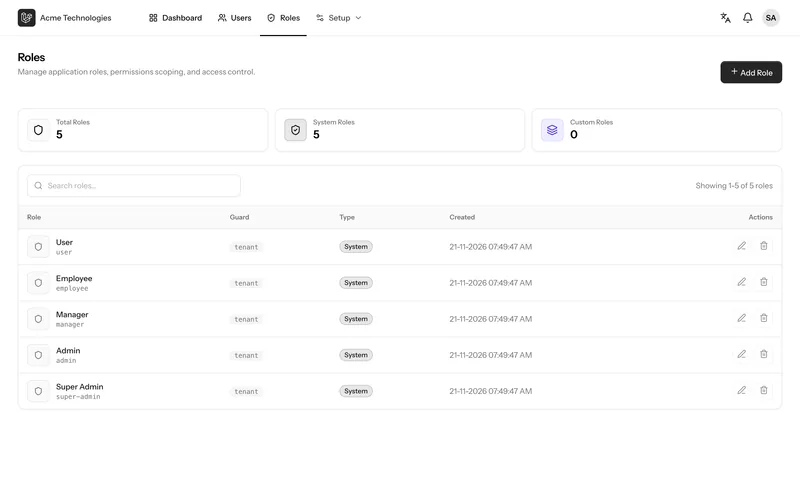 Acme Technologies
Dashboard
Users
Roles
Setup
SA
Roles
Manage application roles, permissions scoping, and access control.
+ Add Role
Total Roles
5
System Roles
5
Custom Roles
0
Search roles...
Showing 1-5 of 5 roles
Role Guard Type Created Actions
User
user
tenant
System
21-11-2026 07:49:47 AM
Employee
employee
tenant
System
21-11-2026 07:49:47 AM
Manager
manager
tenant
System
21-11-2026 07:49:47 AM
Admin
admin
tenant
System
21-11-2026 07:49:47 AM
Super Admin
super-admin
tenant
System
21-11-2026 07:49:47 AM